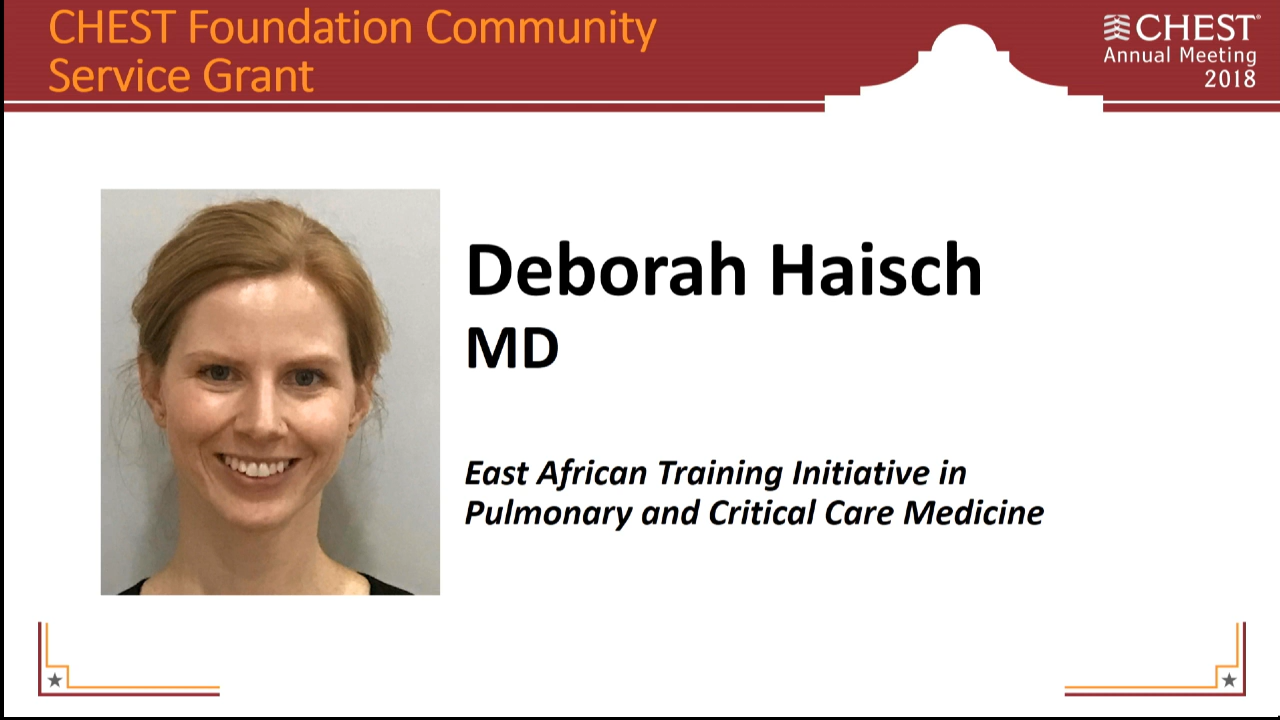 CHEST Foundation Community
Service Grant
CHEST®
Annual Meeting
2018
Deborah Haisch
MD
East African Training Initiative in
Pulmonary and Critical Care Medicine